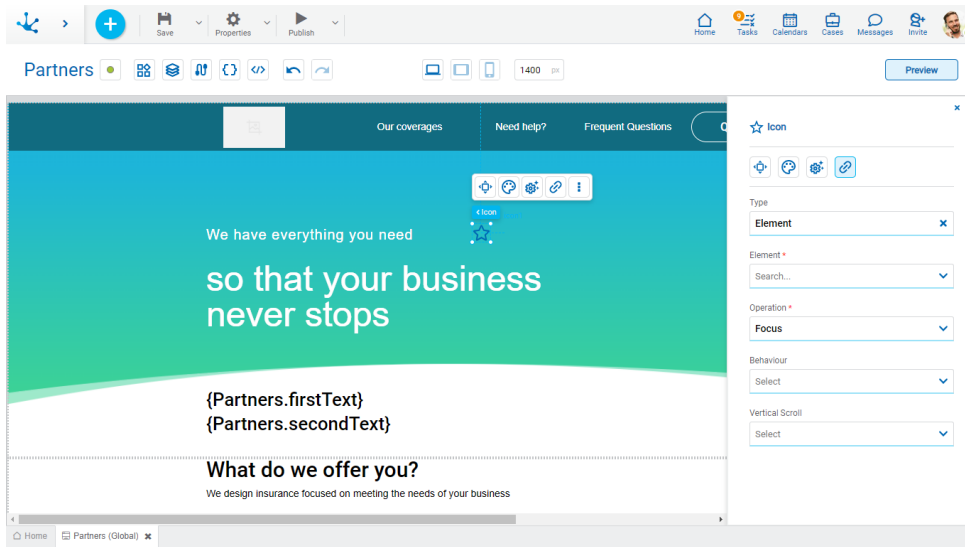 Save
Properties
Publish
Home
9
Tasks
Calendars
Cases
Messages
Invite
Partners
1400 px
Preview
Our coverages
Need help?
Frequent Questions
Icon
Type
Element
Element *
Search...
Operation *
Focus
Behaviour
Select
Vertical Scroll
Select
Icon
We have everything you need
so that your business
never stops
{Partners.firstText}
{Partners.secondText}
What do we offer you?
We design insurance focused on meeting the needs of your business
Home
Partners (Global)